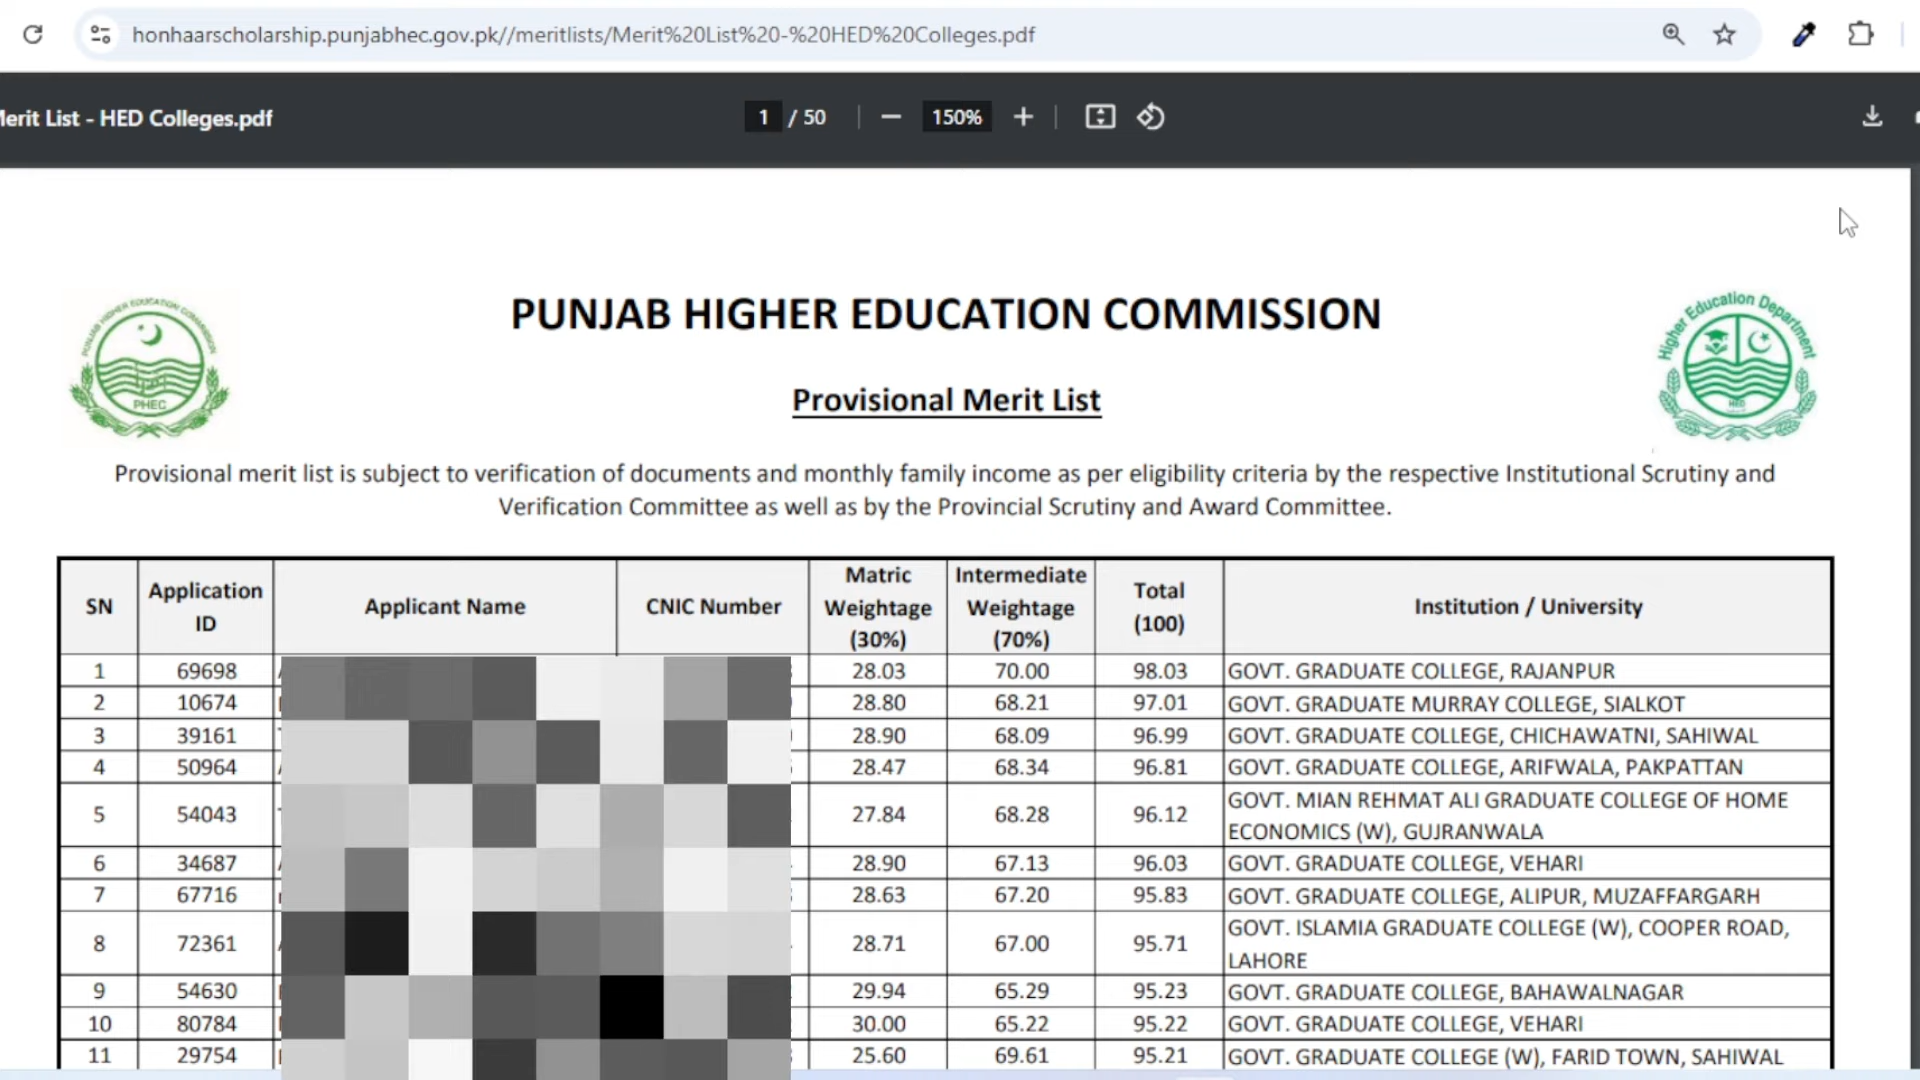 honhaarscholarship.punjabhec.gov.pk//meritlists/Merit%20List%20-%20HED%20Colleges.pdf
Merit List - HED Colleges.pdf
1 / 50
150%
PUNJAB HIGHER EDUCATION COMMISSION
PUNJAB HIGHER EDUCATION COMMISSION
PHEC
Higher Education Department
HED
Provisional Merit List
Provisional merit list is subject to verification of documents and monthly family income as per eligibility criteria by the respective Institutional Scrutiny and
Verification Committee as well as by the Provincial Scrutiny and Award Committee.
SN Application ID Applicant Name CNIC Number Matric Weightage (30%) Intermediate Weightage (70%) Total (100) Institution / University
1 69698 28.03 70.00 98.03 GOVT. GRADUATE COLLEGE, RAJANPUR
2 10674 28.80 68.21 97.01 GOVT. GRADUATE MURRAY COLLEGE, SIALKOT
3 39161 28.90 68.09 96.99 GOVT. GRADUATE COLLEGE, CHICHAWATNI, SAHIWAL
4 50964 28.47 68.34 96.81 GOVT. GRADUATE COLLEGE, ARIFWALA, PAKPATTAN
5 54043 27.84 68.28 96.12 GOVT. MIAN REHMAT ALI GRADUATE COLLEGE OF HOME
ECONOMICS (W), GUJRANWALA
6 34687 28.90 67.13 96.03 GOVT. GRADUATE COLLEGE, VEHARI
7 67716 28.63 67.20 95.83 GOVT. GRADUATE COLLEGE, ALIPUR, MUZAFFARGARH
8 72361 28.71 67.00 95.71 GOVT. ISLAMIA GRADUATE COLLEGE (W), COOPER ROAD,
LAHORE
9 54630 29.94 65.29 95.23 GOVT. GRADUATE COLLEGE, BAHAWALNAGAR
10 80784 30.00 65.22 95.22 GOVT. GRADUATE COLLEGE, VEHARI
11 29754 25.60 69.61 95.21 GOVT. GRADUATE COLLEGE (W), FARID TOWN, SAHIWAL